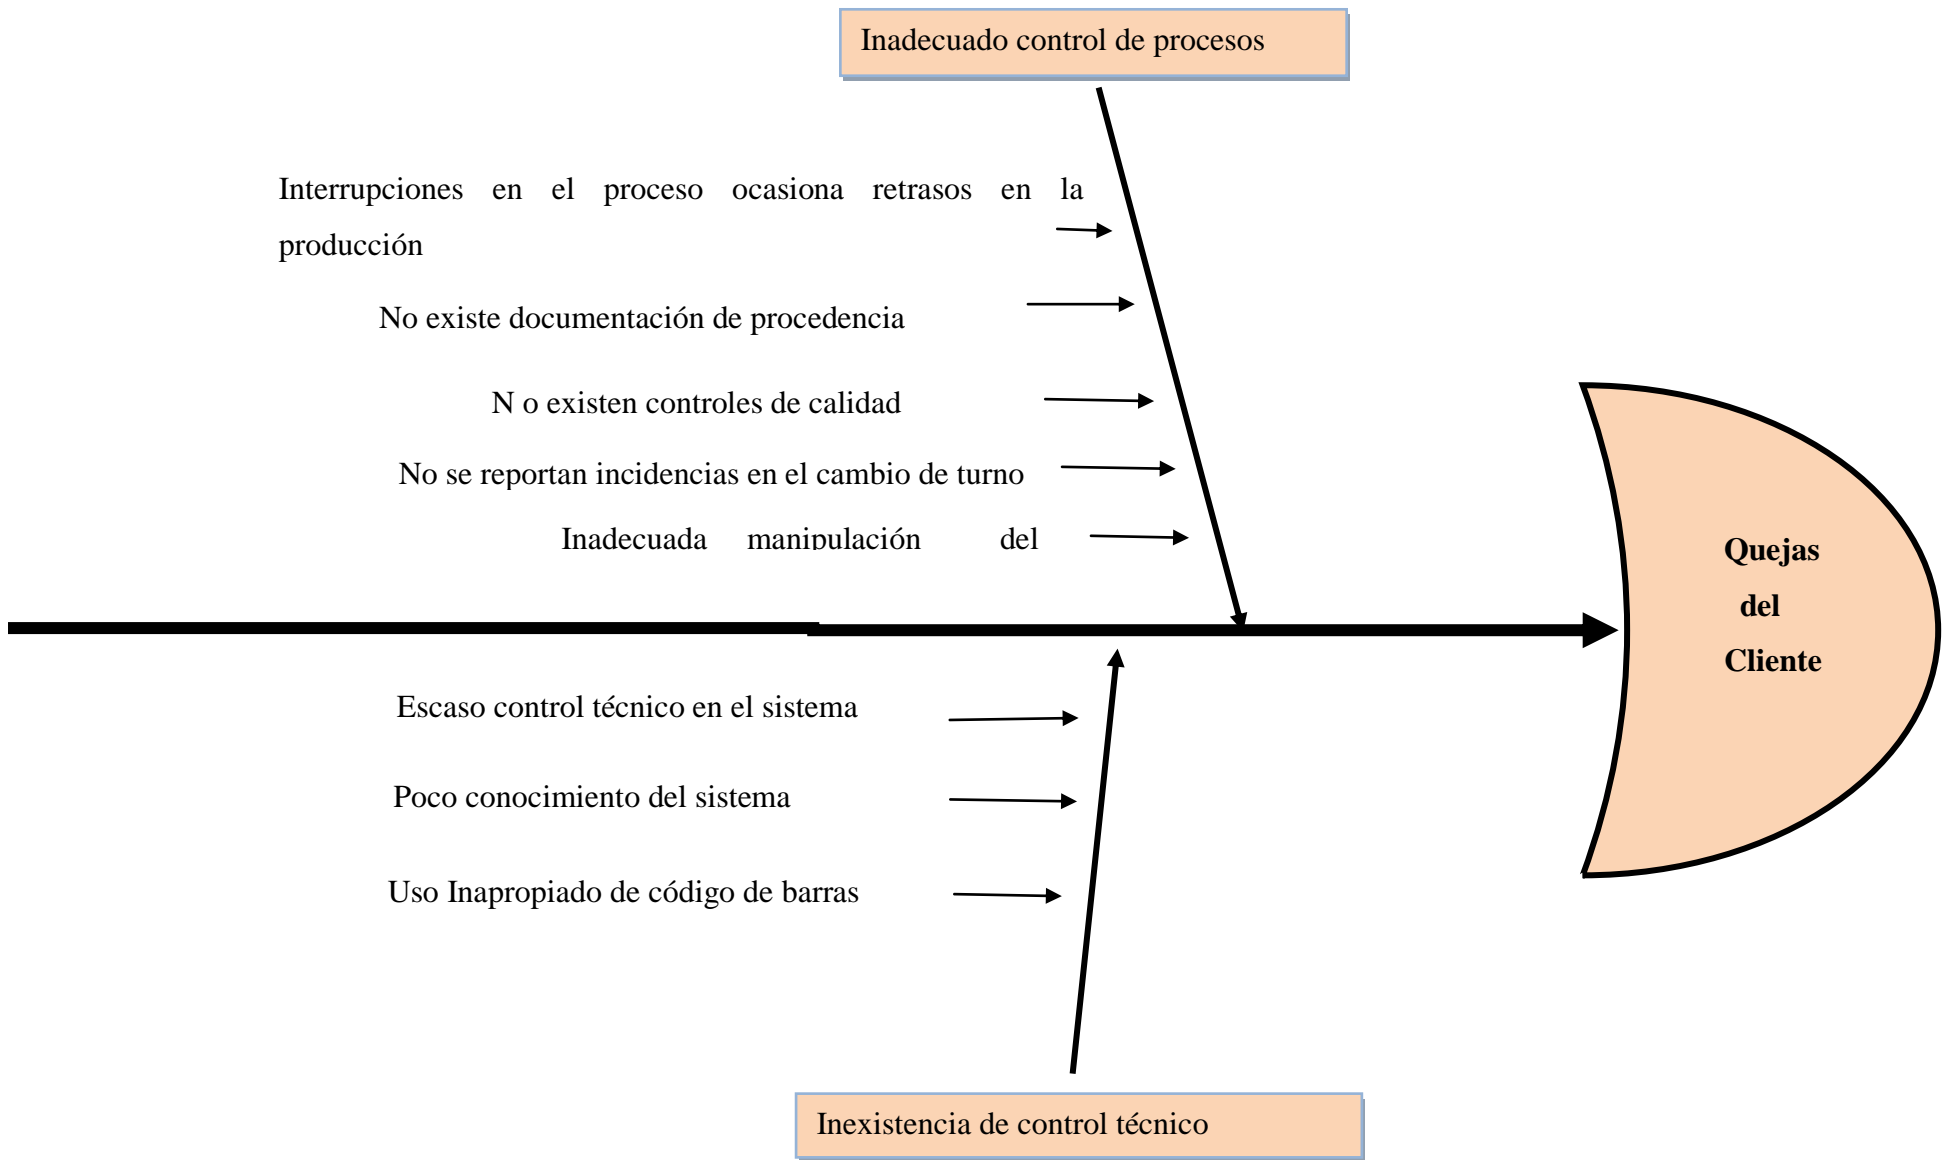 Inadecuado control de procesos
Interrupciones en el proceso ocasiona retrasos en la
producción
No existe documentación de procedencia
N o existen controles de calidad
No se reportan incidencias en el cambio de turno
Inadecuada manipulación del
Quejas
del
Cliente
Escaso control técnico en el sistema
Poco conocimiento del sistema
Uso Inapropiado de código de barras
Inexistencia de control técnico